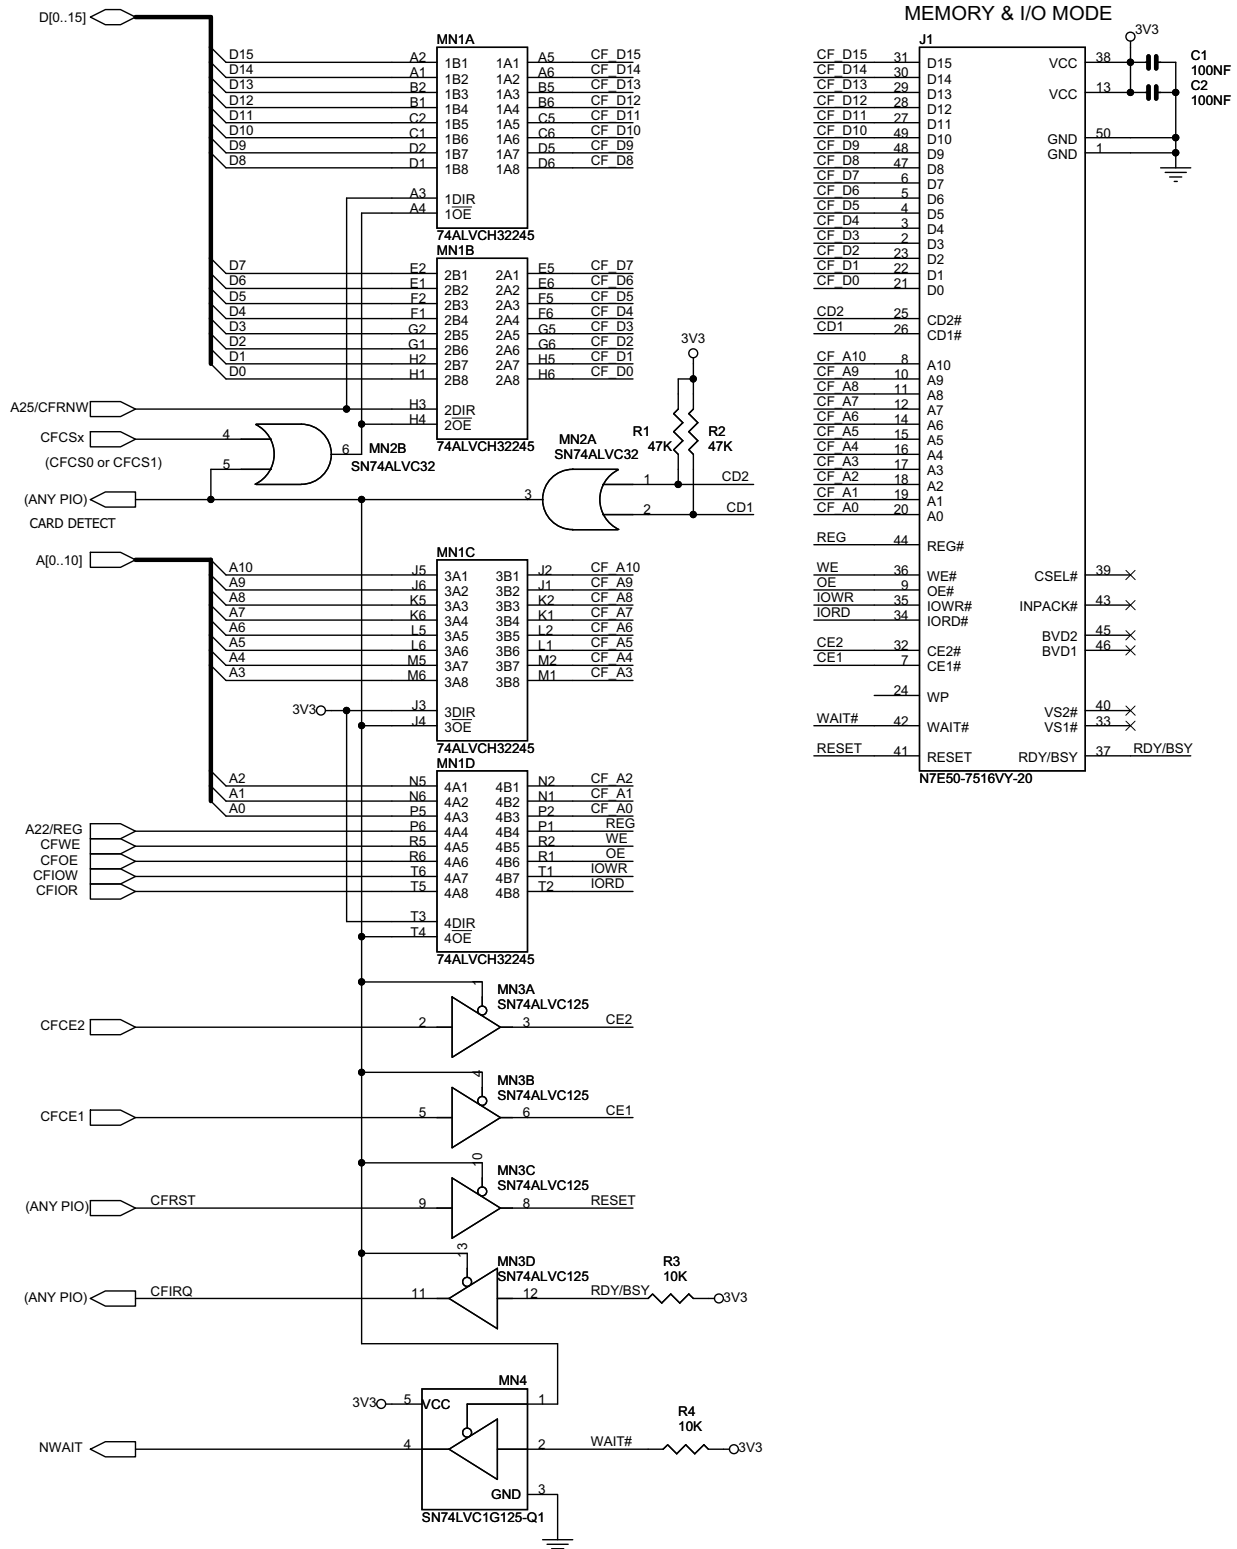 MEMORY & I/O MODE
D[0..15]
MN1A
D15 A2 1B1 1A1 A5 CF_D15
D14 A1 1B2 1A2 A6 CF_D14
D13 B2 1B3 1A3 B5 CF_D13
D12 B1 1B4 1A4 B6 CF_D12
D11 C2 1B5 1A5 C5 CF_D11
D10 C1 1B6 1A6 C6 CF_D10
D9 D2 1B7 1A7 D5 CF_D9
D8 D1 1B8 1A8 D6 CF_D8
A3 1DIR
A4 1OE
74ALVCH32245
MN1B
D7 E2 2B1 2A1 E5 CF_D7
D6 E1 2B2 2A2 E6 CF_D6
D5 F2 2B3 2A3 F5 CF_D5
D4 F1 2B4 2A4 F6 CF_D4
D3 G2 2B5 2A5 G5 CF_D3
D2 G1 2B6 2A6 G6 CF_D2
D1 H2 2B7 2A7 H5 CF_D1
D0 H1 2B8 2A8 H6 CF_D0
A25/CFRNW H3 2DIR
H4 2OE
74ALVCH32245
CFCSx 4
(CFCS0 or CFCS1) 5
6 MN2B
SN74ALVC32
3V3
R1
47K
R2
47K
MN2A
SN74ALVC32
1 CD2
2 CD1
3
(ANY PIO)
CARD DETECT
A[0..10]
MN1C
A10 J5 3A1 3B1 J2 CF_A10
A9 J6 3A2 3B2 J1 CF_A9
A8 K5 3A3 3B3 K2 CF_A8
A7 K6 3A4 3B4 K1 CF_A7
A6 L5 3A5 3B5 L2 CF_A6
A5 L6 3A6 3B6 L1 CF_A5
A4 M5 3A7 3B7 M2 CF_A4
A3 M6 3A8 3B8 M1 CF_A3
3V3 J3 3DIR
J4 3OE
74ALVCH32245
MN1D
A2 N5 4A1 4B1 N2 CF_A2
A1 N6 4A2 4B2 N1 CF_A1
A0 P5 4A3 4B3 P2 CF_A0
A22/REG P6 4A4 4B4 P1 REG
CFWE R5 4A5 4B5 R2 WE
CFOE R6 4A6 4B6 R1 OE
CFIOW T6 4A7 4B7 T1 IOWR
CFIOR T5 4A8 4B8 T2 IORD
T3 4DIR
T4 4OE
74ALVCH32245
1 MN3A
SN74ALVC125
CFCE2 2 3 CE2
4 MN3B
SN74ALVC125
CFCE1 5 6 CE1
10 MN3C
SN74ALVC125
(ANY PIO) CFRST 9 8 RESET
13 MN3D
SN74ALVC125
(ANY PIO) CFIRQ 11 12 RDY/BSY
R3
10K
3V3
MN4
3V3 5 VCC 1
NWAIT 4 2 WAIT#
R4
10K
3V3
GND 3
SN74LVC1G125-Q1
J1
3V3
CF_D15 31 D15 VCC 38
C1
100NF
CF_D14 30 D14
CF_D13 29 D13 VCC 13
C2
100NF
CF_D12 28 D12
CF_D11 27 D11
CF_D10 49 D10 GND 50
CF_D9 48 D9 GND 1
CF_D8 47 D8
CF_D7 6 D7
CF_D6 5 D6
CF_D5 4 D5
CF_D4 3 D4
CF_D3 2 D3
CF_D2 23 D2
CF_D1 22 D1
CF_D0 21 D0
CD2 25 CD2#
CD1 26 CD1#
CF_A10 8 A10
CF_A9 10 A9
CF_A8 11 A8
CF_A7 12 A7
CF_A6 14 A6
CF_A5 15 A5
CF_A4 16 A4
CF_A3 17 A3
CF_A2 18 A2
CF_A1 19 A1
CF_A0 20 A0
REG 44 REG#
WE 36 WE# CSEL# 39
OE 9 OE#
IOWR 35 IOWR# INPACK# 43
IORD 34 IORD#
BVD2 45
CE2 32 CE2# BVD1 46
CE1 7 CE1#
24 WP
VS2# 40
WAIT# 42 WAIT# VS1# 33
RESET 41 RESET RDY/BSY 37 RDY/BSY
N7E50-7516VY-20